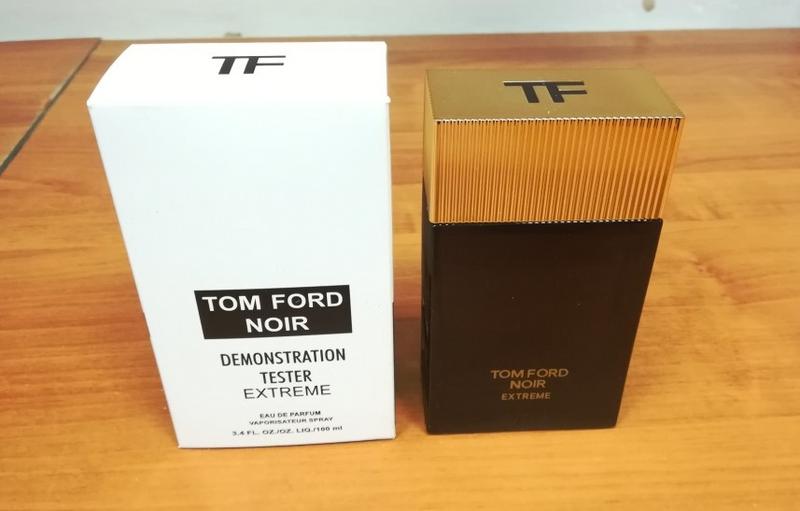 TF
TOM FORD
NOIR
DEMONSTRATION
TESTER
EXTREME
EAU DE PARFUM
VAPORISATEUR SPRAY
3.4 FL. OZ./OZ. LIQ./100 ml
TF
TOM FORD
NOIR
EXTREME